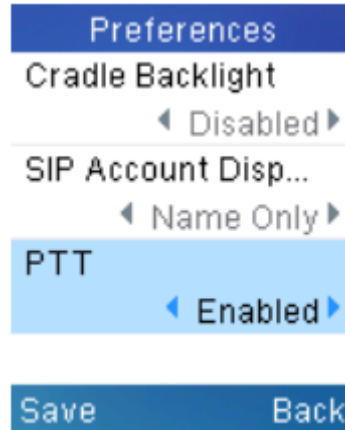 Preferences
Cradle Backlight
Disabled
SIP Account Disp...
Name Only
PTT
Enabled
Save Back